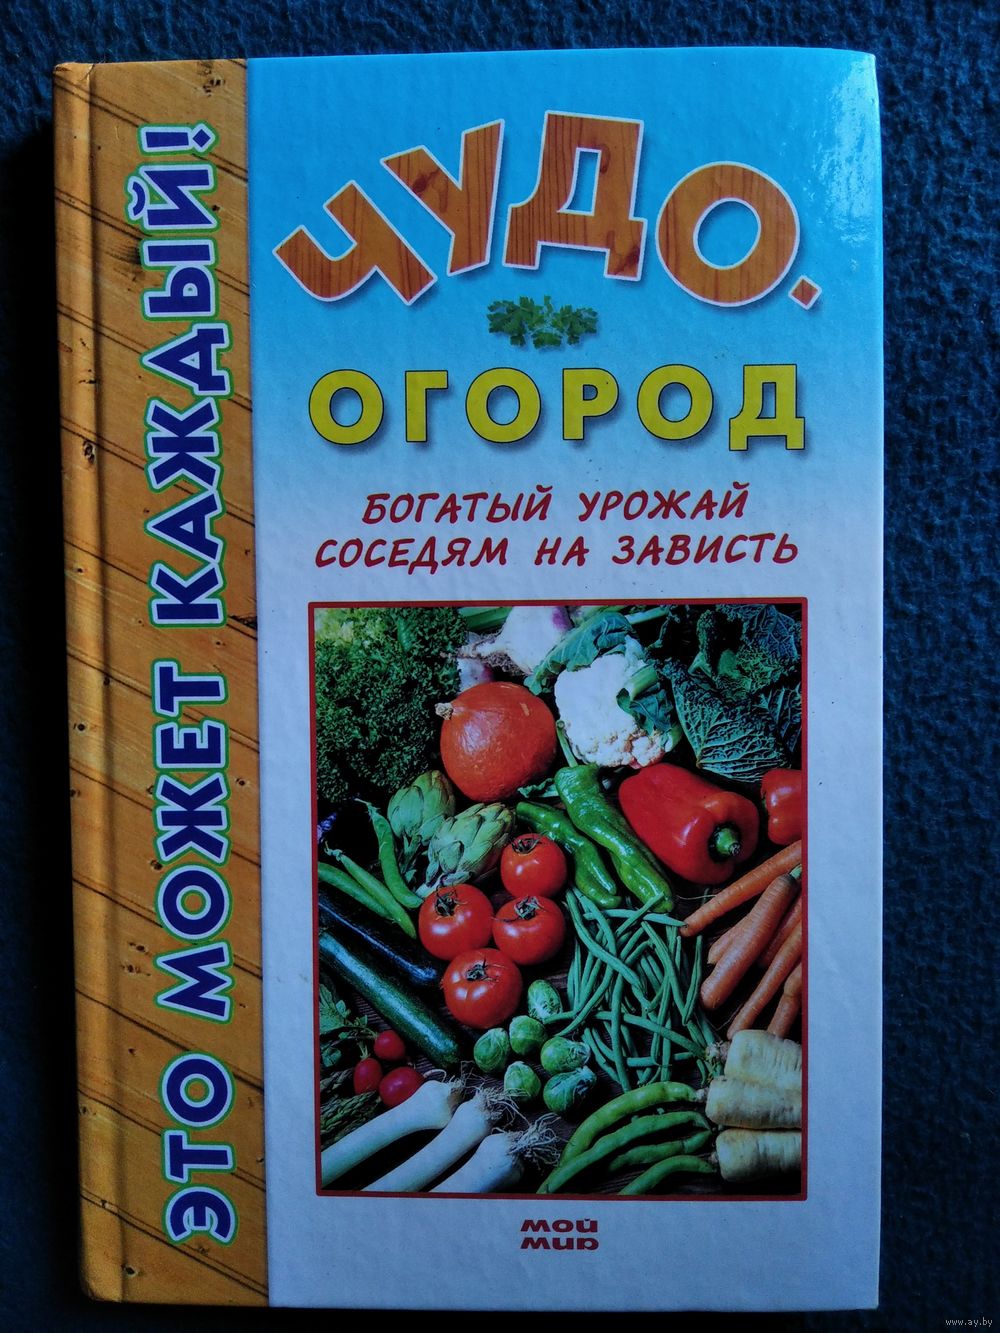 ЭТО МОЖЕТ КАЖДЫЙ!
ЧУДО-
ОГОРОД
БОГАТЫЙ УРОЖАЙ
СОСЕДЯМ НА ЗАВИСТЬ
мой
мир
www.ay.by